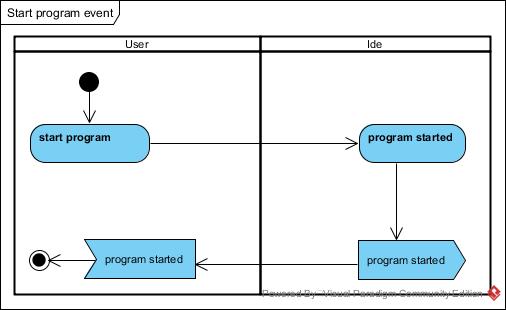 Start program event
User
Ide
start program
program started
program started
program started
Powered By: Visual Paradigm Community Edition